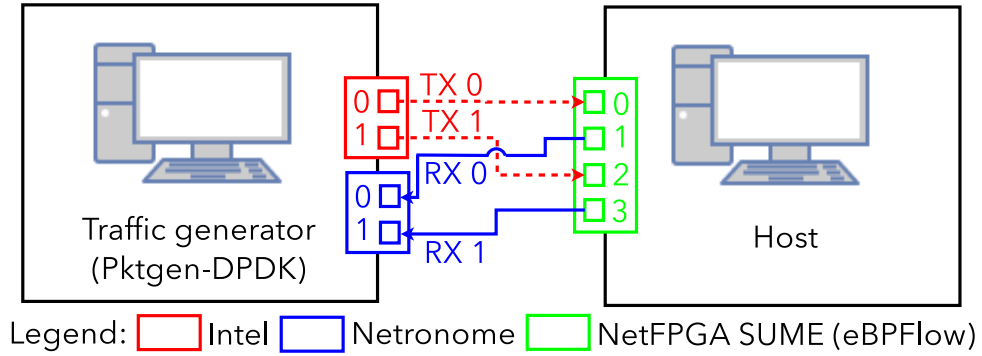 TX 0
0
0
1
TX 1
1
0
RX 0
2
1
3
RX 1
Traffic generator
(Pktgen-DPDK)
Host
Legend: Intel Netronome NetFPGA SUME (eBPFlow)